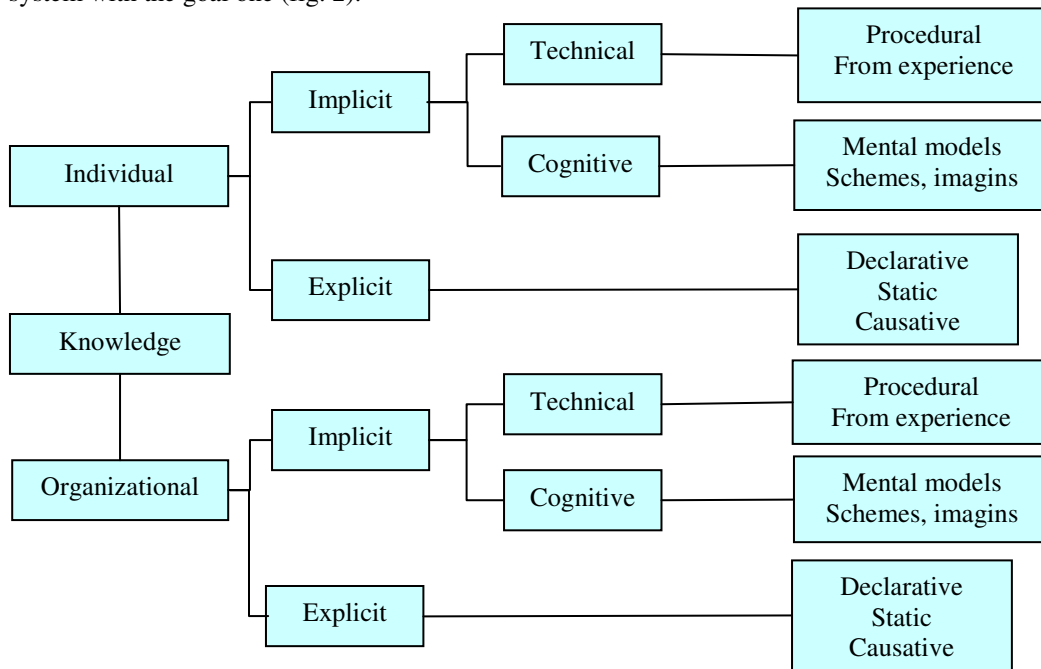 system with the goal one (fig. 2).
Technical
Procedural
From experience
Implicit
Cognitive
Mental models
Schemes, imagins
Individual
Explicit
Declarative
Static
Causative
Knowledge
Technical
Procedural
From experience
Implicit
Cognitive
Mental models
Schemes, imagins
Organizational
Explicit
Declarative
Static
Causative